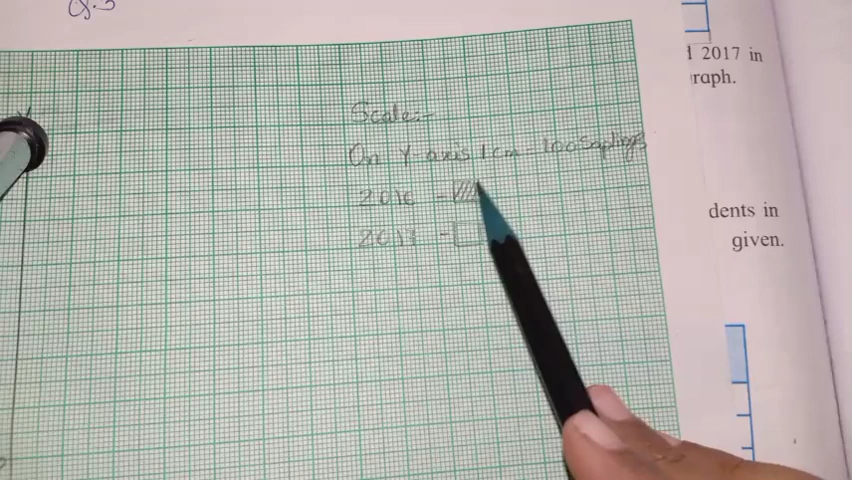 Q.3
Y
Scale:-
On Y-axis 1cm - 100 Saplings
2016 -
2017 -
d 2017 in
raph.
dents in
given.